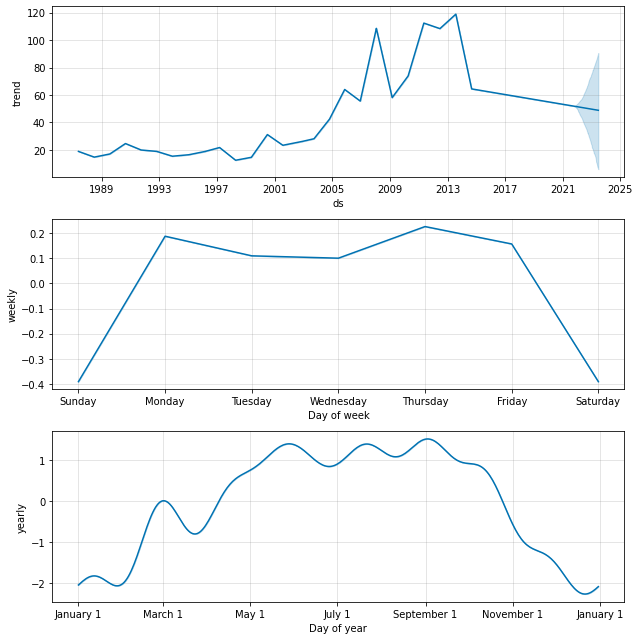 120
100
80
60
40
20
trend
1989 1993 1997 2001 2005 2009 2013 2017 2021 2025
ds
0.2
0.1
0.0
−0.1
−0.2
−0.3
−0.4
weekly
Sunday Monday Tuesday Wednesday Thursday Friday Saturday
Day of week
1
0
−1
−2
yearly
January 1 March 1 May 1 July 1 September 1 November 1 January 1
Day of year